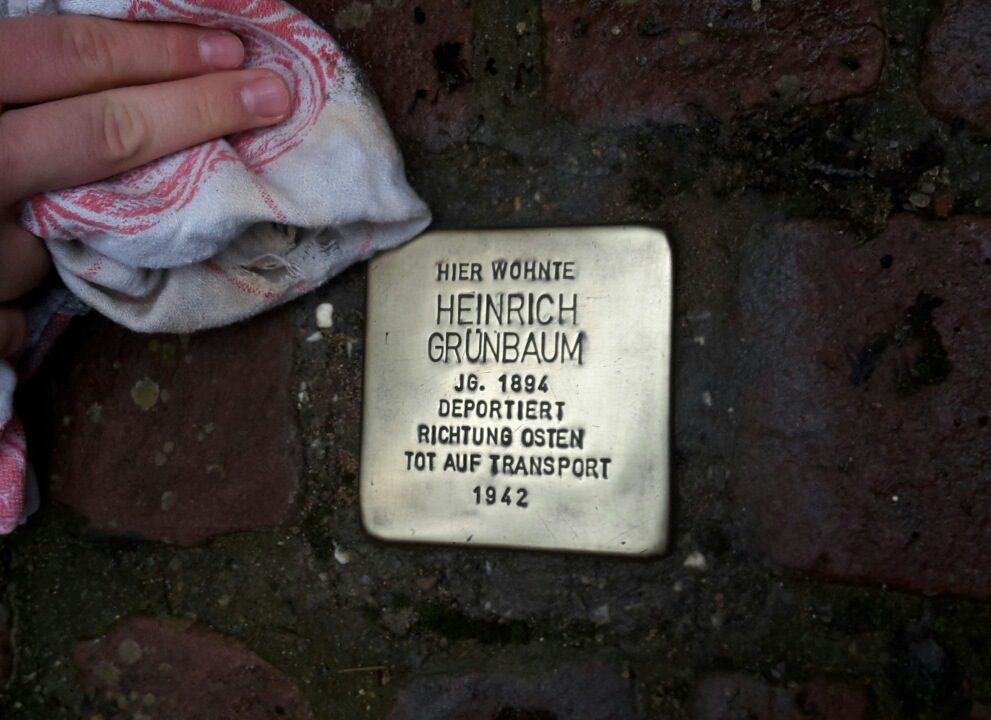 HIER WOHNTE
HEINRICH
GRÜNBAUM
JG. 1894
DEPORTIERT
RICHTUNG OSTEN
TOT AUF TRANSPORT
1942